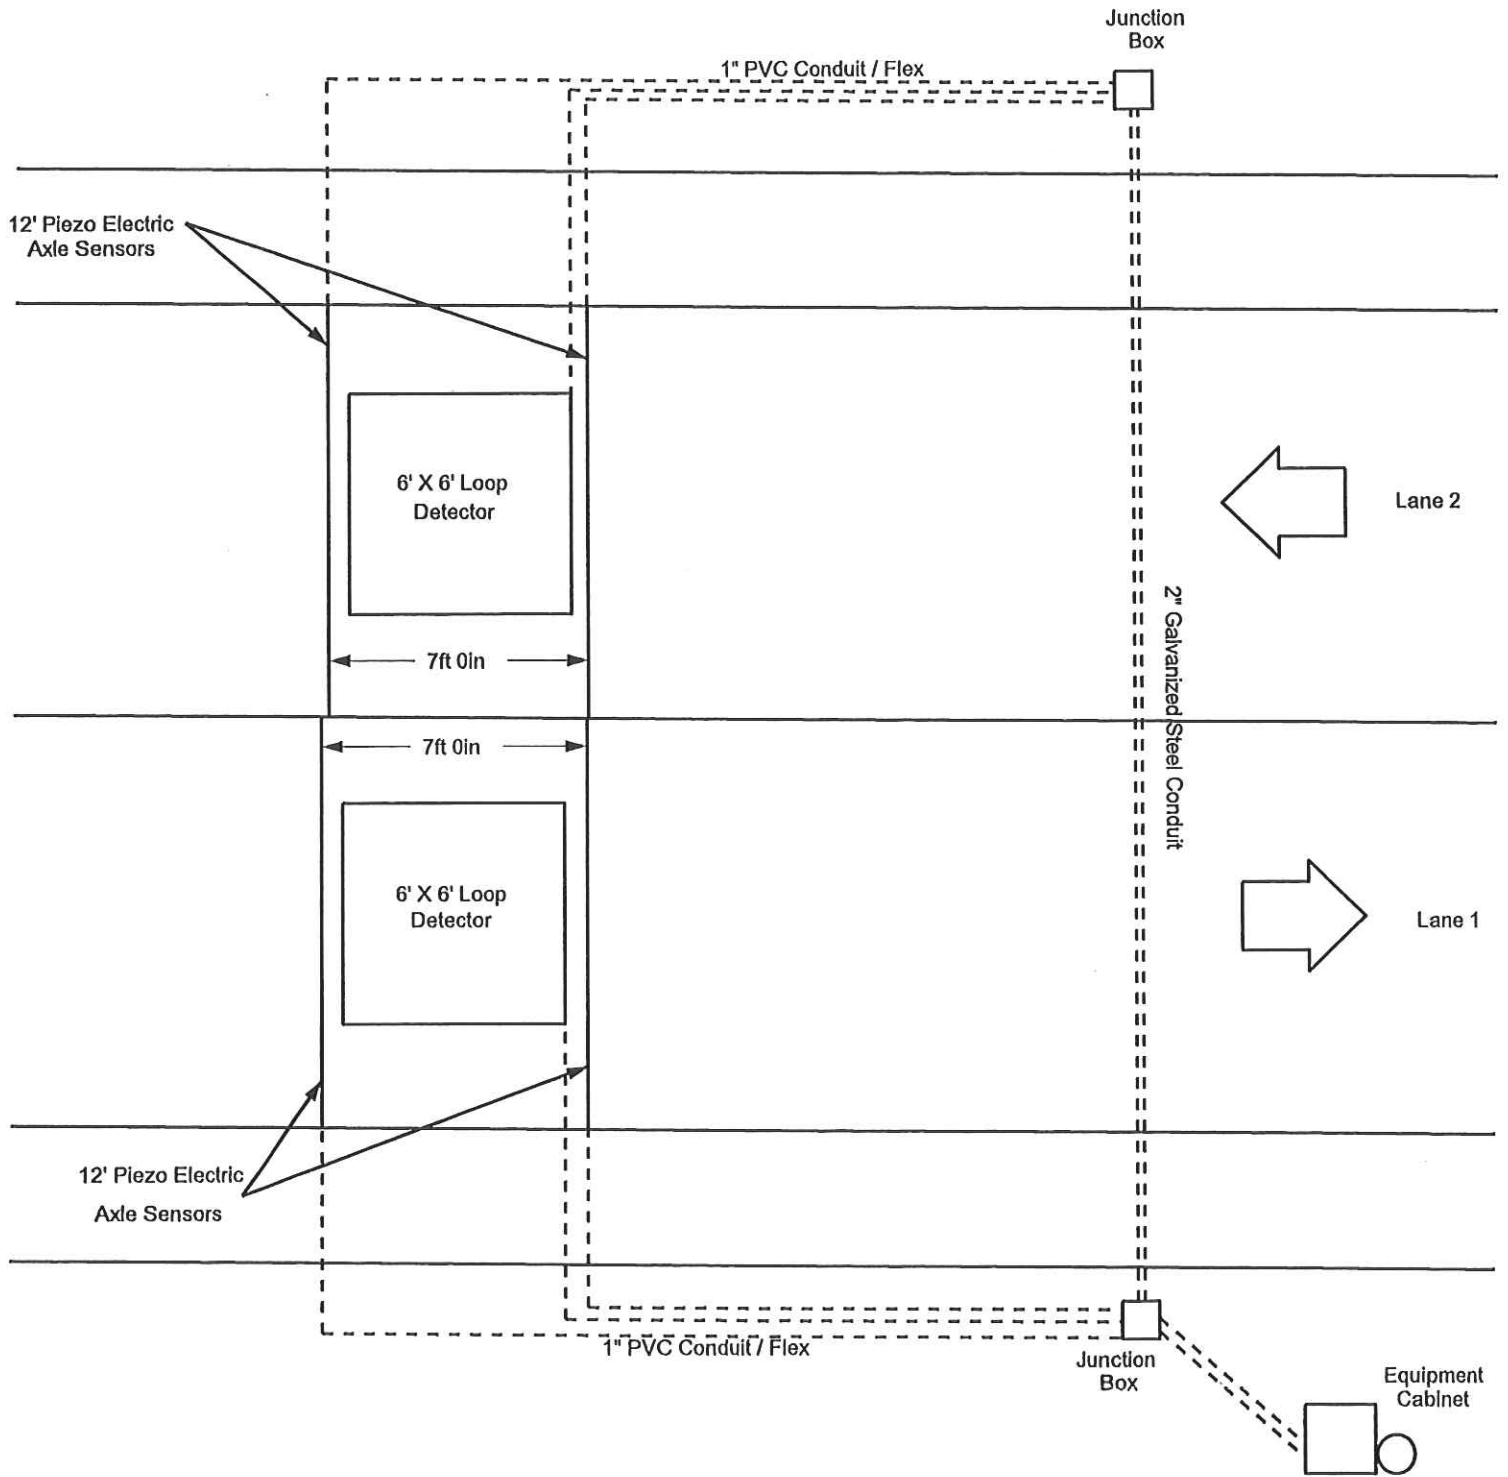 Junction
Box
1" PVC Conduit / Flex
12' Piezo Electric
Axle Sensors
6' X 6' Loop
Detector
Lane 2
7ft 0in
2" Galvanized Steel Conduit
7ft 0in
6' X 6' Loop
Detector
Lane 1
12' Piezo Electric
Axle Sensors
1" PVC Conduit / Flex
Junction
Box
Equipment
Cabinet